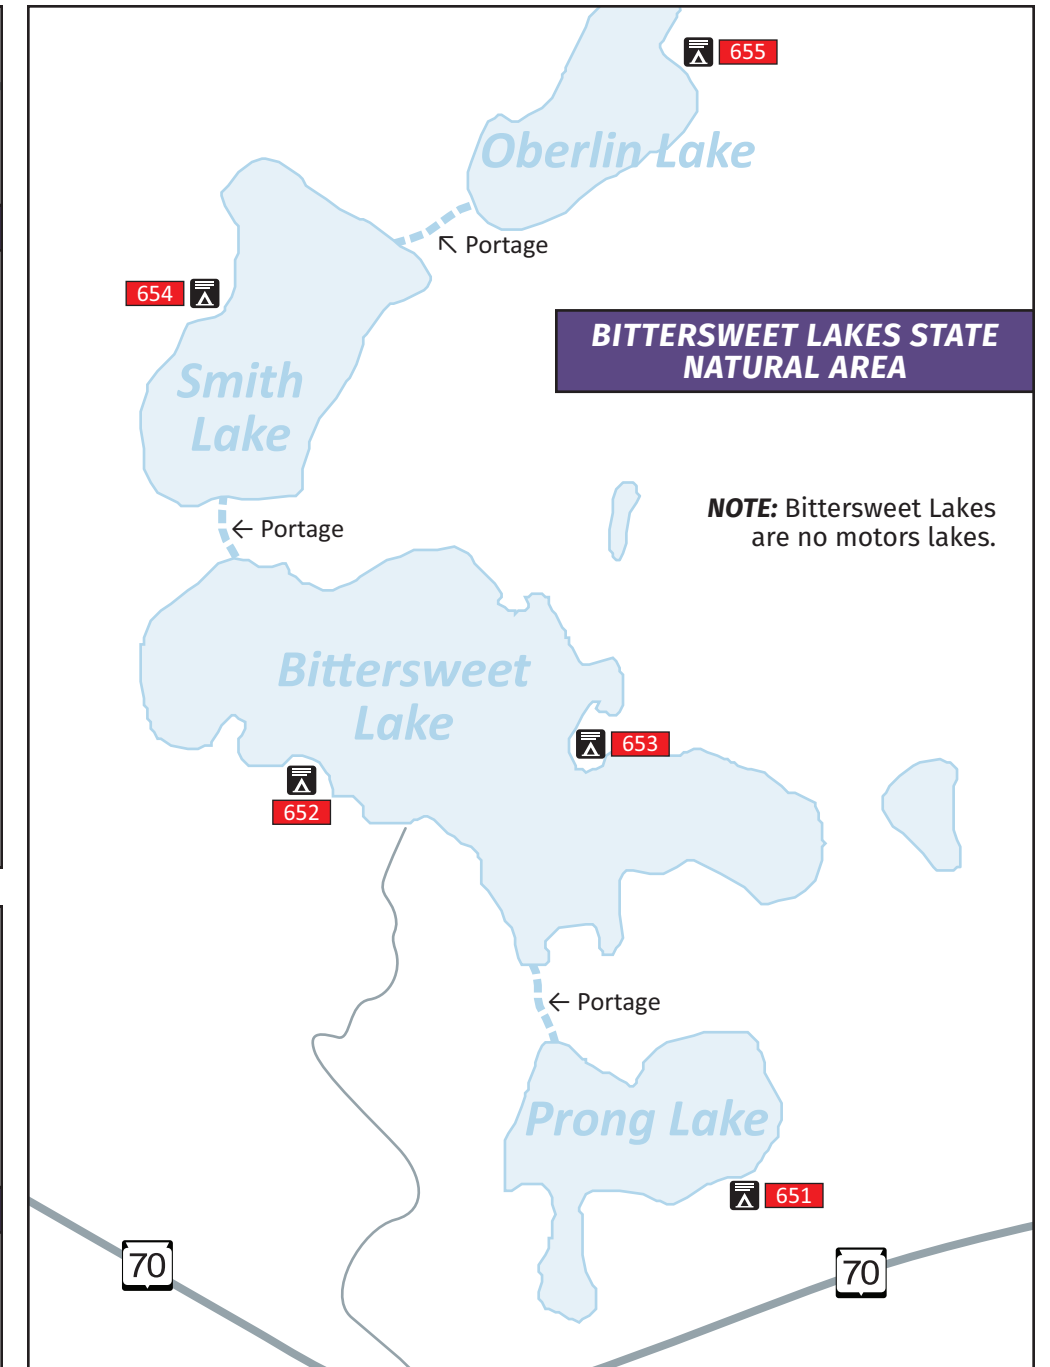 655
Oberlin Lake
Portage
654
BITTERSWEET LAKES STATE
NATURAL AREA
Smith
Lake
NOTE: Bittersweet Lakes
are no motors lakes.
Portage
Bittersweet
Lake
653
652
Portage
Prong Lake
651
70
70